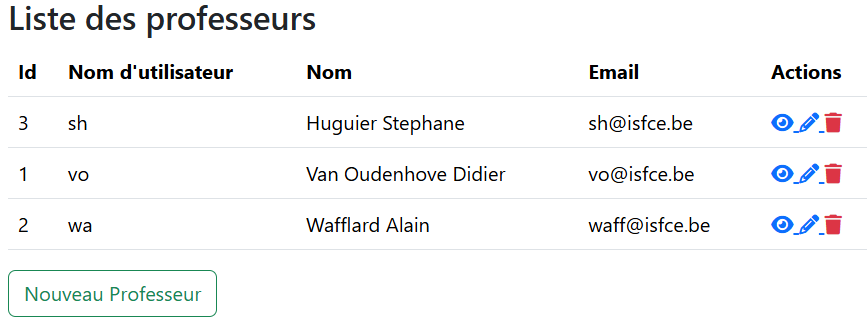 Liste des professeurs
Id Nom d'utilisateur Nom Email Actions
3 sh Huguier Stephane sh@isfce.be
1 vo Van Oudenhove Didier vo@isfce.be
2 wa Wafflard Alain waff@isfce.be
Nouveau Professeur